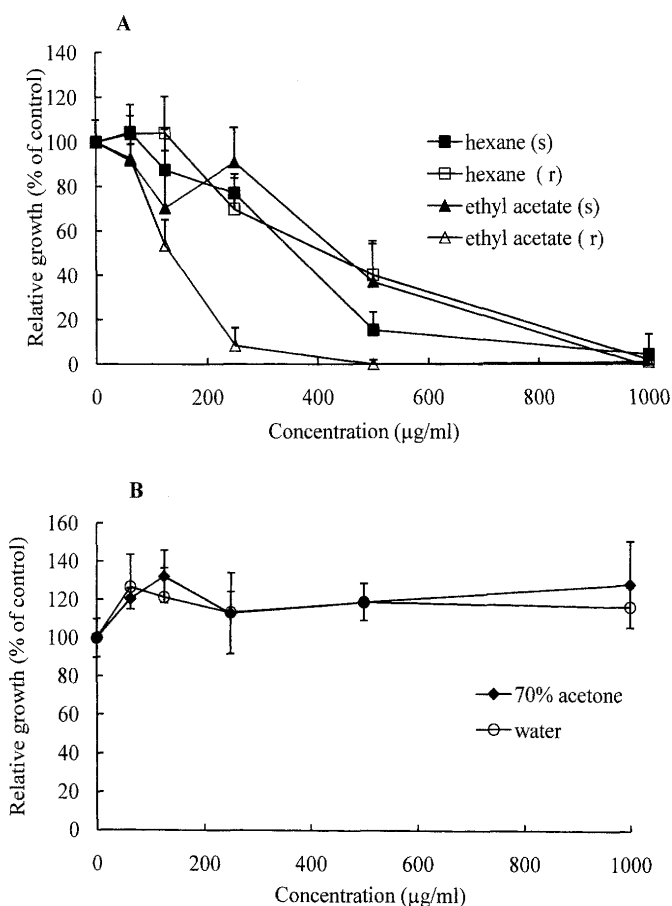 A
140
120
100
80
60
40
20
0
Relative growth (% of control)
hexane (s)
hexane ( r)
ethyl acetate (s)
ethyl acetate ( r)
0 200 400 600 800 1000
Concentration (µg/ml)
B
160
140
120
100
80
60
40
20
0
Relative growth (% of control)
70% acetone
water
0 200 400 600 800 1000
Concentration (µg/ml)